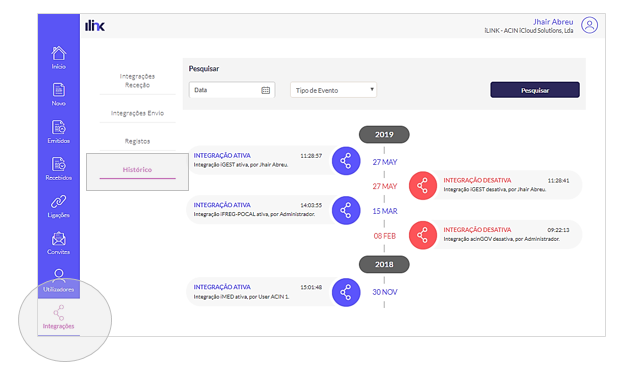 ilink
Jhair Abreu
iLINK - ACIN iCloud Solutions, Lda
Início
Novo
Emitidos
Recebidos
Ligações
Convites
Utilizadores
Integrações
Integrações
Receção
Integrações Envio
Registos
Histórico
Pesquisar
Data
Tipo de Evento
Pesquisar
2019
INTEGRAÇÃO ATIVA 11:28:57
Integração iGEST ativa, por Jhair Abreu.
27 MAY
27 MAY
INTEGRAÇÃO DESATIVA 11:28:41
Integração iGEST desativa, por Jhair Abreu.
INTEGRAÇÃO ATIVA 14:03:55
Integração iFREG-POCAL ativa, por Administrador.
15 MAR
08 FEB
INTEGRAÇÃO DESATIVA 09:22:13
Integração acinGOV desativa, por Administrador.
2018
INTEGRAÇÃO ATIVA 15:01:48
Integração iMED ativa, por User ACIN 1.
30 NOV